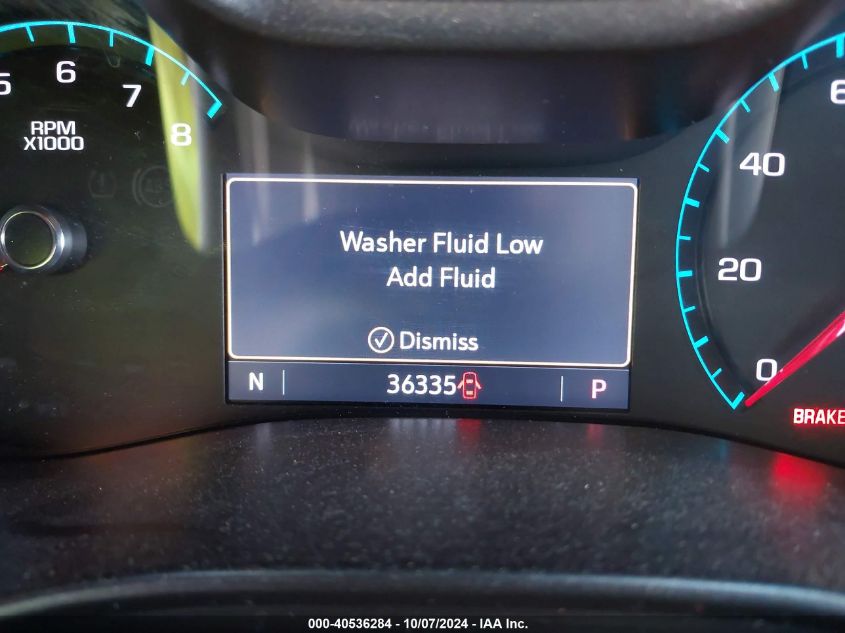 5 6 7 8
RPM
X1000
Washer Fluid Low
Add Fluid
Dismiss
N 36335 P
40
20
0
BRAKE
000-40536284 - 10/07/2024 - IAA Inc.